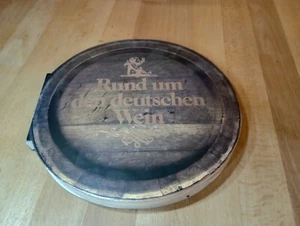 Rund um
den deutschen
Wein